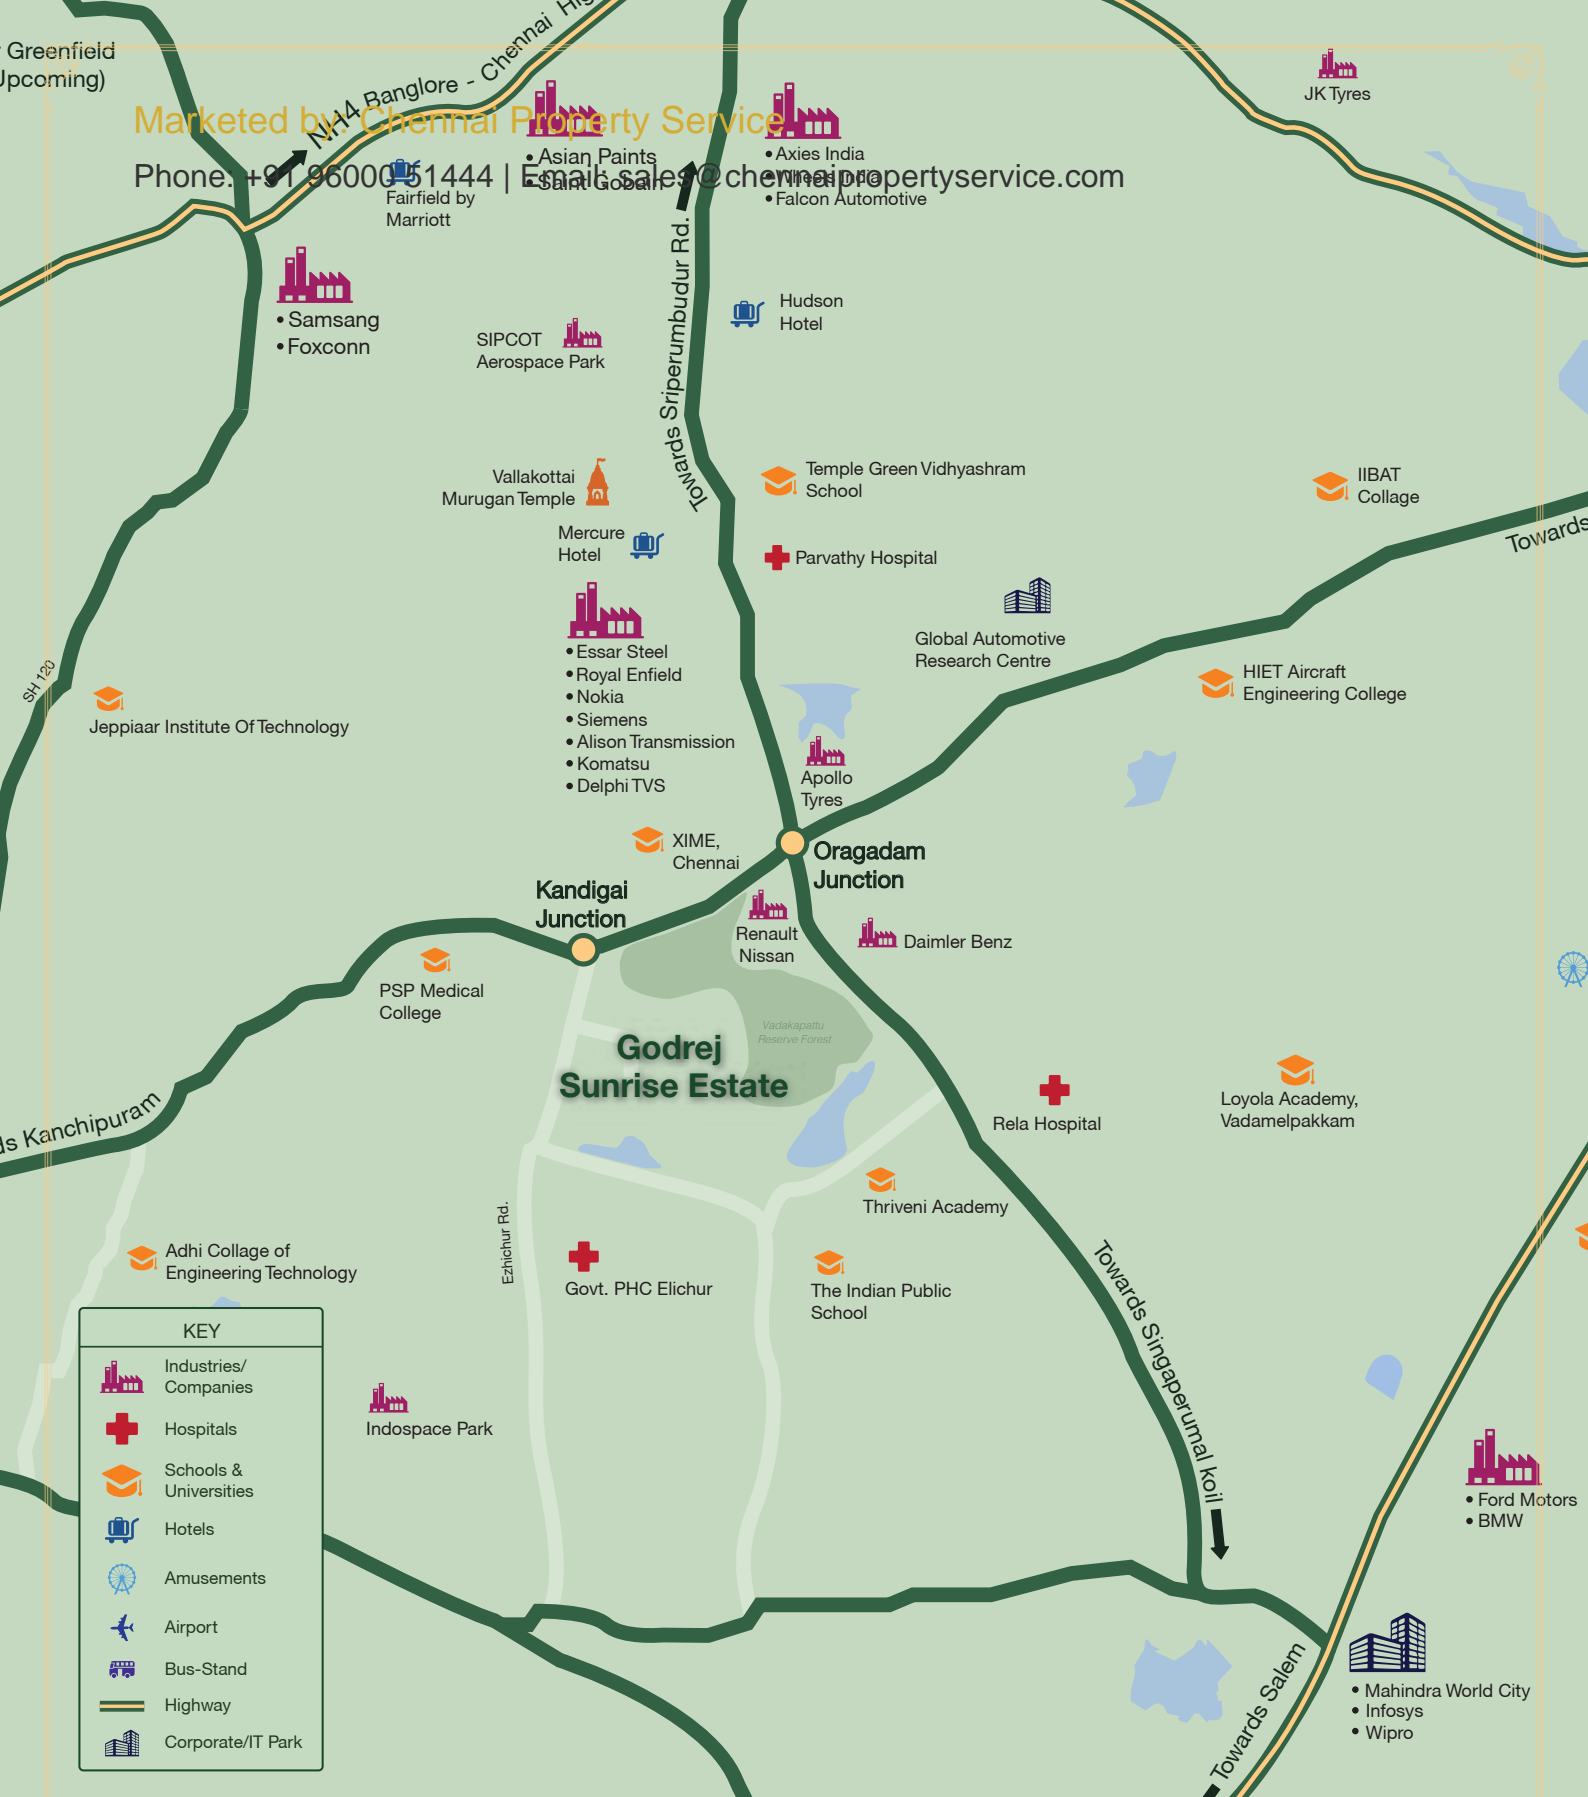 Greenfield
Upcoming)
NH4 Banglore - Chennai
JK Tyres
Marketed by: Chennai Property Service
Phone: +91 96000 51444 | Email: sales@chennaipropertyservice.com
• Asian Paints
• Saint Gobain
• Axies India
• Wheels India
• Falcon Automotive
Fairfield by
Marriott
• Samsang
• Foxconn
SIPCOT
Aerospace Park
Towards Sriperumbudur Rd.
Hudson
Hotel
Vallakottai
Murugan Temple
Temple Green Vidhyashram
School
IIBAT
Collage
Mercure
Hotel
Parvathy Hospital
Towards
Global Automotive
Research Centre
• Essar Steel
• Royal Enfield
• Nokia
• Siemens
• Alison Transmission
• Komatsu
• Delphi TVS
HIET Aircraft
Engineering College
SH 120
Jeppiaar Institute Of Technology
Apollo
Tyres
XIME,
Chennai
Oragadam
Junction
Kandigai
Junction
Renault
Nissan
Daimler Benz
PSP Medical
College
Vadakapattu
Reserve Forest
Godrej
Sunrise Estate
Kanchipuram
Rela Hospital
Loyola Academy,
Vadamelpakkam
Thriveni Academy
Ezhichur Rd.
Adhi Collage of
Engineering Technology
Govt. PHC Elichur
The Indian Public
School
Towards Singaperumal koil
KEY
Industries/
Companies
Hospitals
Schools &
Universities
Hotels
Amusements
Airport
Bus-Stand
Highway
Corporate/IT Park
Indospace Park
• Ford Motors
• BMW
Towards Salem
• Mahindra World City
• Infosys
• Wipro